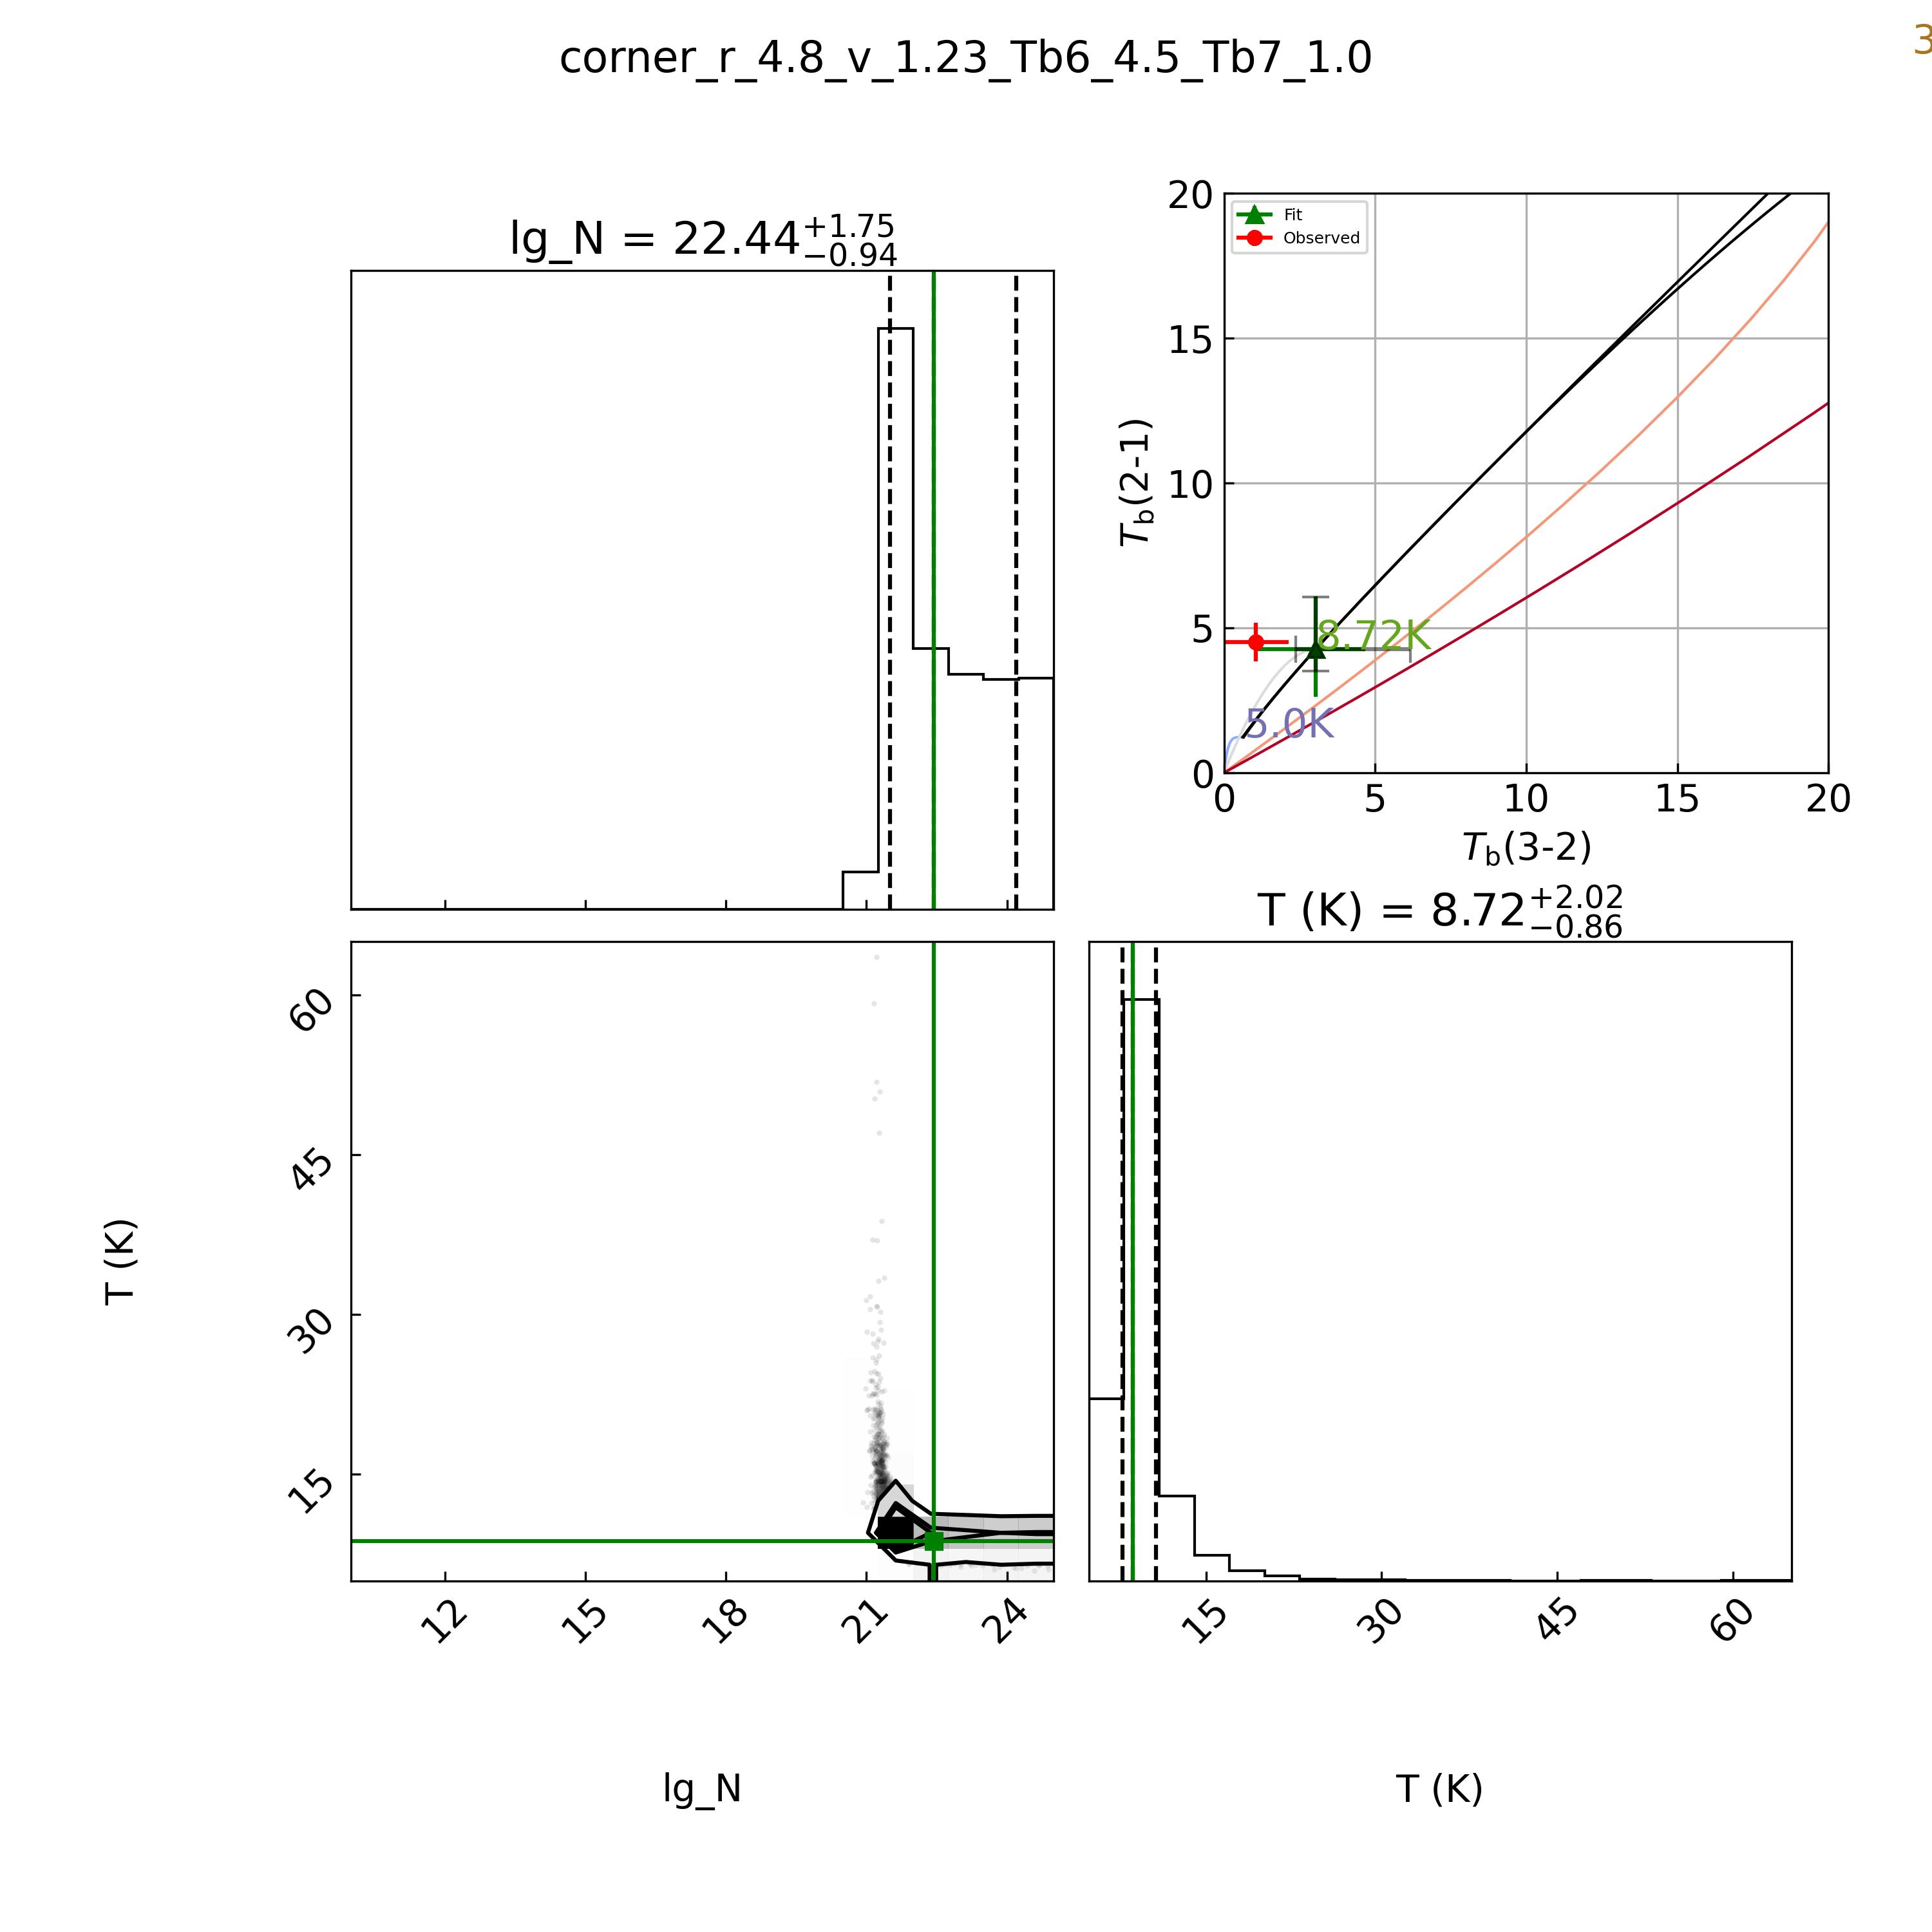 corner_r_4.8_v_1.23_Tb6_4.5_Tb7_1.0
3
lg_N = 22.44 +1.75 −0.94
20
15
10
5
0
Tb(2-1)
Fit
Observed
8.72K
5.0K
0 5 10 15 20
Tb(3-2)
T (K) = 8.72 +2.02 −0.86
60
45
30
15
T (K)
12 15 18 21 24
15 30 45 60
lg_N
T (K)